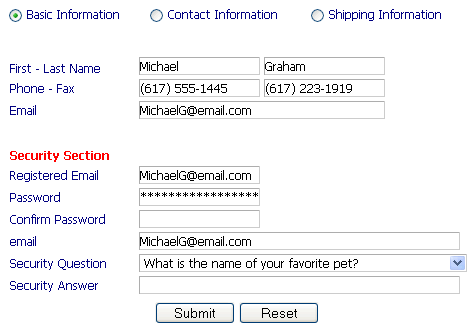 Basic Information Contact Information Shipping Information
First - Last Name Michael Graham
Phone - Fax (617) 555-1445 (617) 223-1919
Email MichaelG@email.com
Security Section
Registered Email MichaelG@email.com
Password *****************
Confirm Password
email MichaelG@email.com
Security Question What is the name of your favorite pet?
Security Answer
Submit Reset